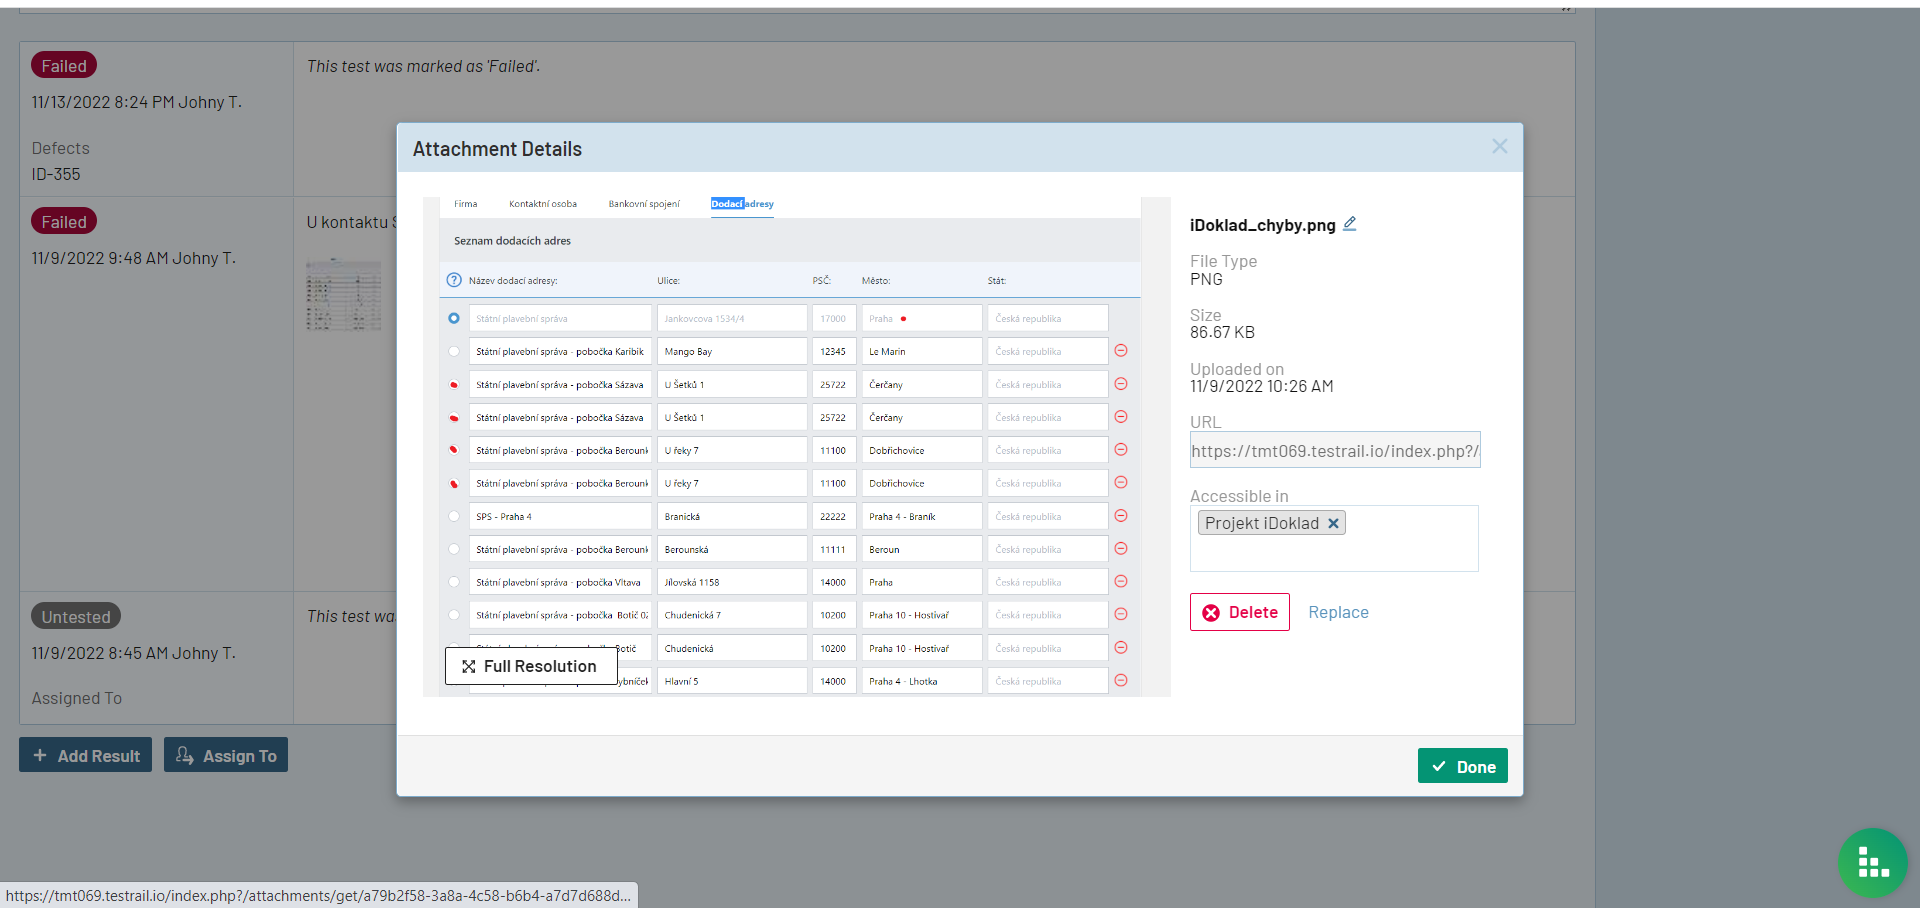 Failed
11/13/2022 8:24 PM Johny T.
Defects
ID-355
This test was marked as 'Failed'.
Failed
11/9/2022 9:48 AM Johny T.
U kontaktu
Untested
11/9/2022 8:45 AM Johny T.
Assigned To
This test wa
Add Result
Assign To
Attachment Details
Firma Kontaktní osoba Bankovní spojení Dodací adresy
Seznam dodacích adres
? Název dodací adresy: Ulice: PSČ: Město: Stát:
Státní plavební správa Jankovcova 1534/4 17000 Praha Česká republika
Státní plavební správa - pobočka Karibik Mango Bay 12345 Le Marin Česká republika
Státní plavební správa - pobočka Sázava U Šetků 1 25722 Čerčany Česká republika
Státní plavební správa - pobočka Sázava U Šetků 1 25722 Čerčany Česká republika
Státní plavební správa - pobočka Berounk U řeky 7 11100 Dobřichovice Česká republika
Státní plavební správa - pobočka Berounk U řeky 7 11100 Dobřichovice Česká republika
SPS - Praha 4 Branická 22222 Praha 4 - Braník Česká republika
Státní plavební správa - pobočka Berounk Berounská 11111 Beroun Česká republika
Státní plavební správa - pobočka Vltava Jílovská 1158 14000 Praha Česká republika
Státní plavební správa - pobočka Botič 02 Chudenická 7 10200 Praha 10 - Hostivař Česká republika
Botič Chudenická 10200 Praha 10 - Hostivař Česká republika
ybníček Hlavní 5 14000 Praha 4 - Lhotka Česká republika
Full Resolution
iDoklad_chyby.png
File Type
PNG
Size
86.67 KB
Uploaded on
11/9/2022 10:26 AM
URL
https://tmt069.testrail.io/index.php?/
Accessible in
Projekt iDoklad
Delete
Replace
Done
https://tmt069.testrail.io/index.php?/attachments/get/a79b2f58-3a8a-4c58-b6b4-a7d7d688d...